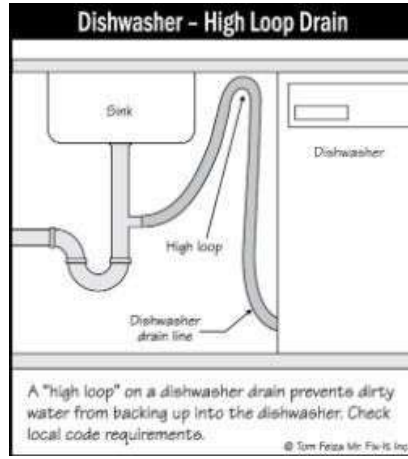 Dishwasher – High Loop Drain
Sink
Dishwasher
High loop
Dishwasher
drain line
A "high loop" on a dishwasher drain prevents dirty
water from backing up into the dishwasher. Check
local code requirements.
© Tom Feiza Mr. Fix-It Inc